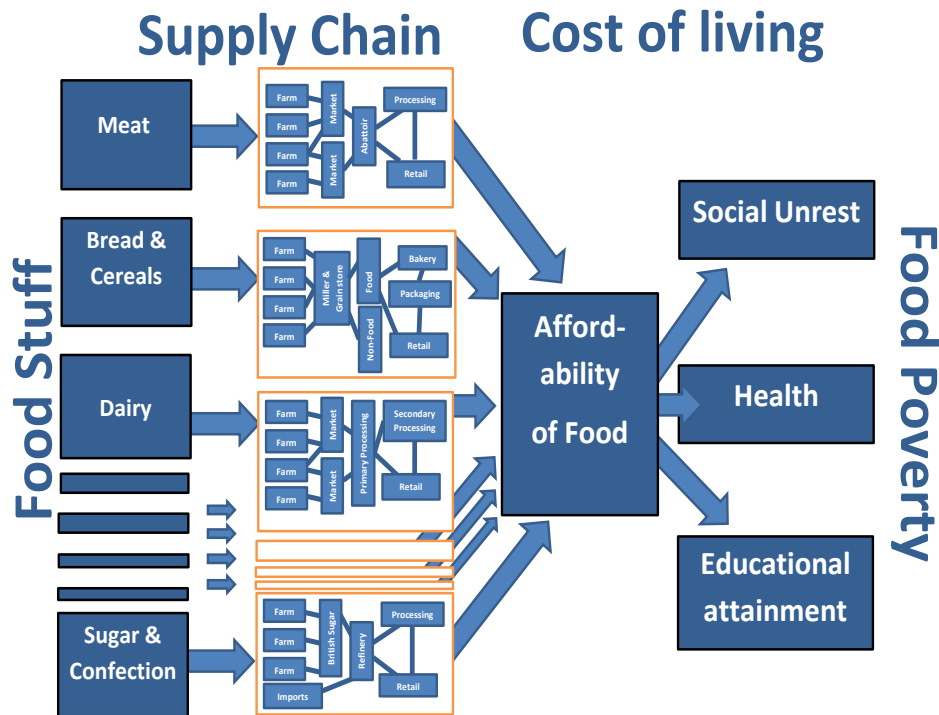 Supply Chain
Cost of living
Food Stuff
Meat
Farm
Farm
Farm
Farm
Market
Market
Abattoir
Processing
Retail
Bread &
Cereals
Farm
Farm
Farm
Farm
Miller &
Grain store
Food
Non-Food
Bakery
Packaging
Retail
Dairy
Farm
Farm
Farm
Farm
Market
Market
Primary Processing
Secondary
Processing
Retail
Sugar &
Confection
Farm
Farm
Farm
Imports
British Sugar
Refinery
Processing
Retail
Afford-
ability
of Food
Social Unrest
Health
Educational
attainment
Food Poverty